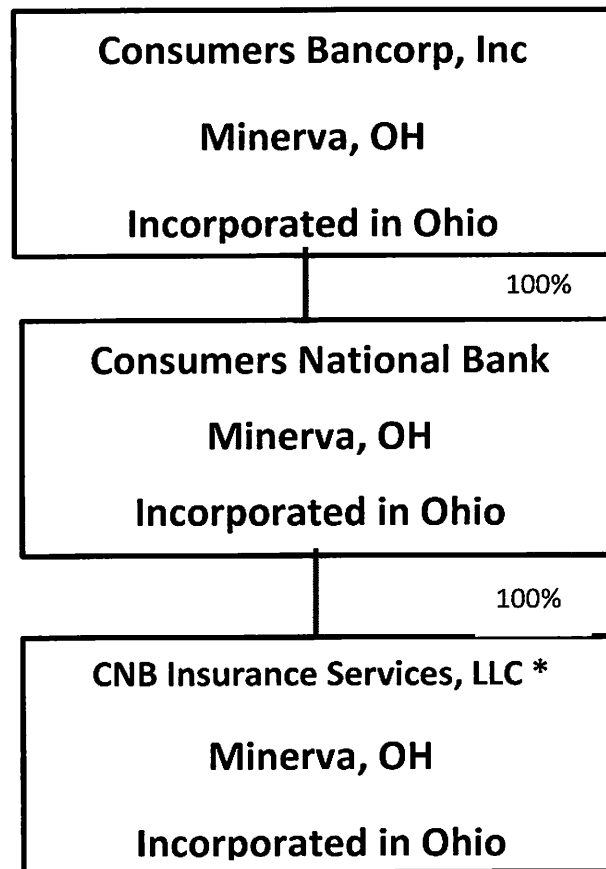 Consumers Bancorp, Inc
Minerva, OH
Incorporated in Ohio
100%
Consumers National Bank
Minerva, OH
Incorporated in Ohio
100%
CNB Insurance Services, LLC *
Minerva, OH
Incorporated in Ohio